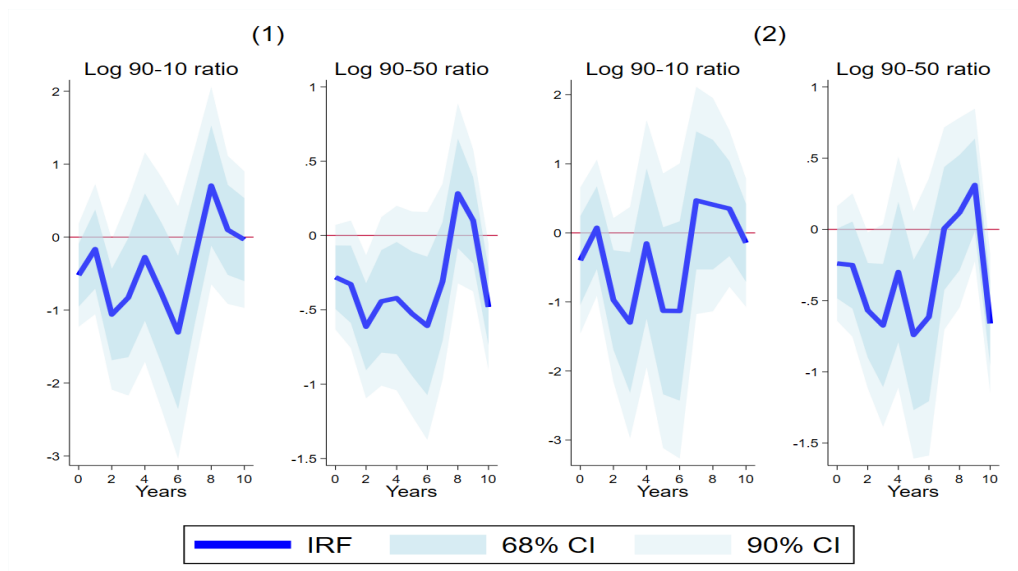 (1) (2)
Log 90-10 ratio Log 90-50 ratio Log 90-10 ratio Log 90-50 ratio
2 1 2 1
1 .5 1 .5
0 0 0 0
-1 -.5 -1 -.5
-2 -1 -2 -1
-3 -1.5 -3 -1.5
0 2 4 6 8 10 0 2 4 6 8 10 0 2 4 6 8 10 0 2 4 6 8 10
Years Years Years Years
IRF 68% CI 90% CI